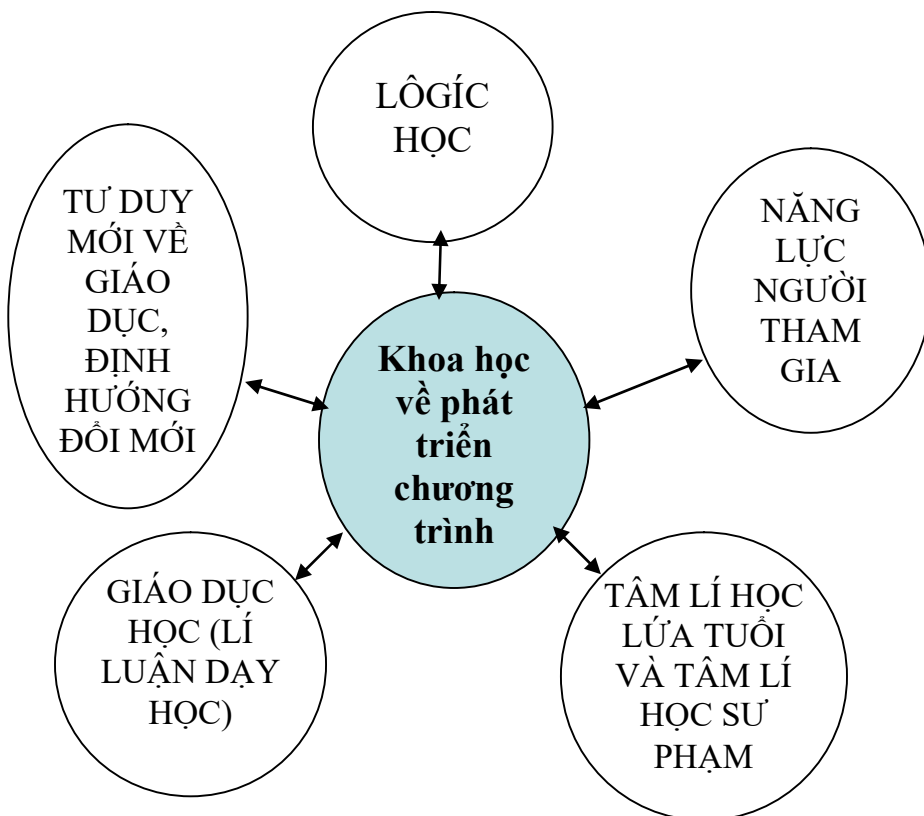 LÔGÍC
HỌC
TƯ DUY
MỚI VỀ
GIÁO
DỤC,
ĐỊNH
HƯỚNG
ĐỔI MỚI
NĂNG
LỰC
NGƯỜI
THAM
GIA
Khoa học
về phát
triển
chương
trình
GIÁO DỤC
HỌC (LÍ
LUẬN DẠY
HỌC)
TÂM LÍ HỌC
LỨA TUỔI
VÀ TÂM LÍ
HỌC SƯ
PHẠM